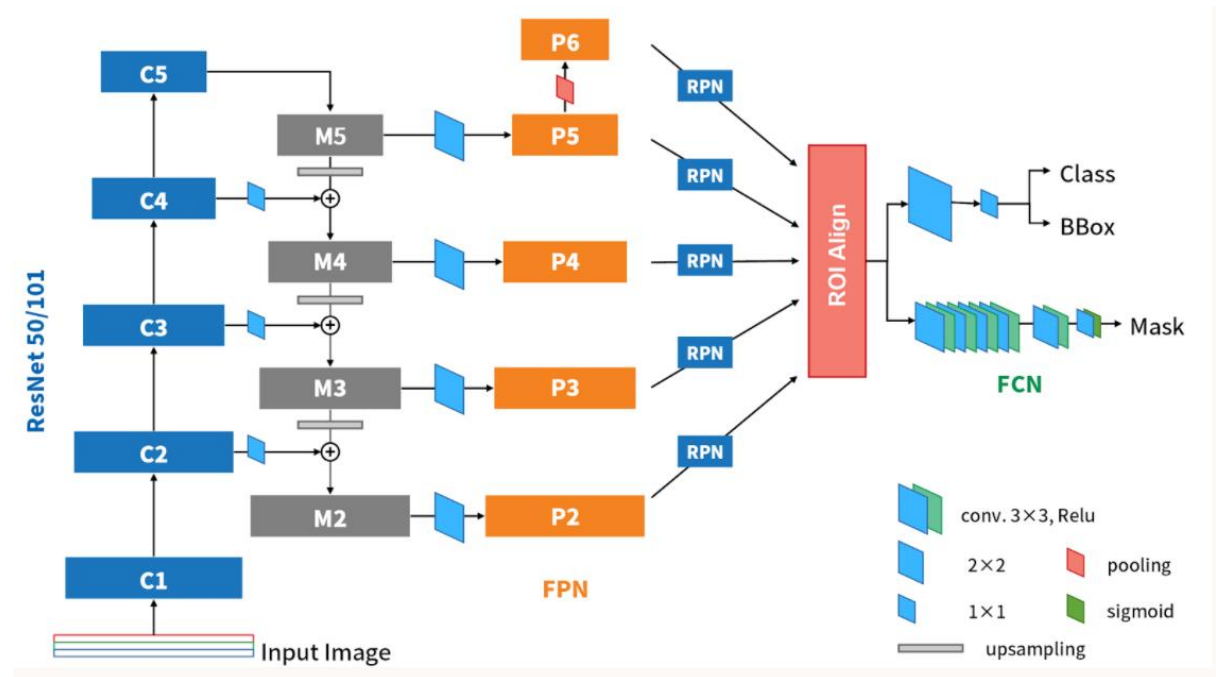 P6
C5
RPN
M5
P5
RPN
Class
C4
BBox
M4
P4
RPN
ROI Align
ResNet 50/101
C3
Mask
RPN
M3
P3
FCN
C2
RPN
M2
P2
conv. 3×3, Relu
2×2
pooling
C1
FPN
1×1
sigmoid
Input Image
upsampling